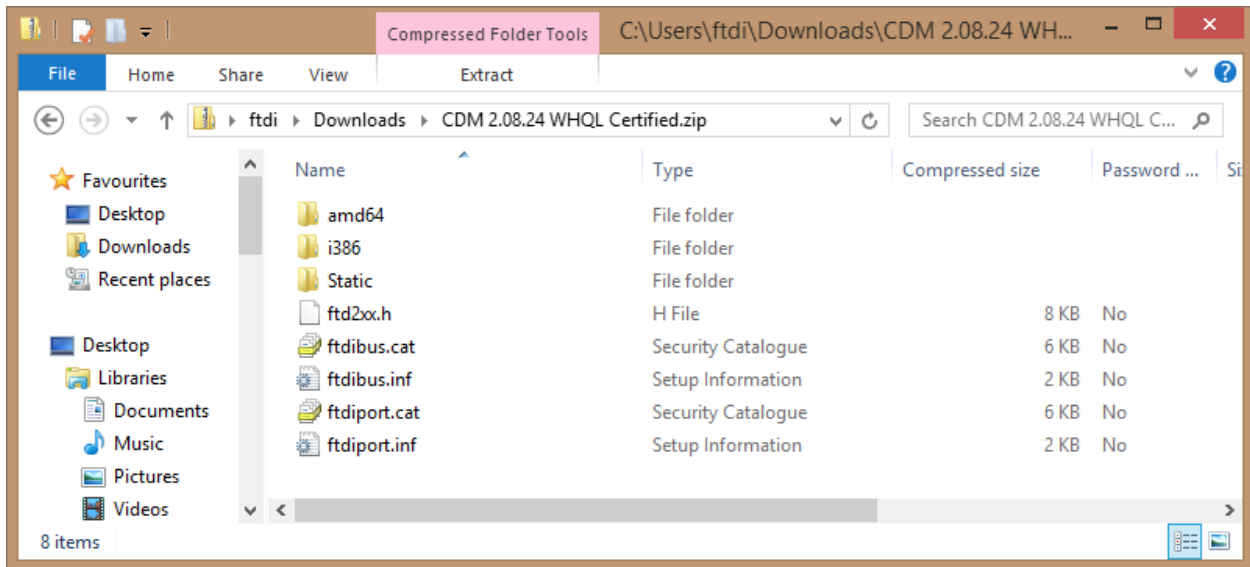 Compressed Folder Tools C:\Users\ftdi\Downloads\CDM 2.08.24 WH...
File Home Share View Extract
ftdi Downloads CDM 2.08.24 WHQL Certified.zip Search CDM 2.08.24 WHQL C...
Favourites
Desktop
Downloads
Recent places
Desktop
Libraries
Documents
Music
Pictures
Videos
Name Type Compressed size Password ... Si
amd64 File folder
i386 File folder
Static File folder
ftd2xx.h H File 8 KB No
ftdibus.cat Security Catalogue 6 KB No
ftdibus.inf Setup Information 2 KB No
ftdiport.cat Security Catalogue 6 KB No
ftdiport.inf Setup Information 2 KB No
8 items